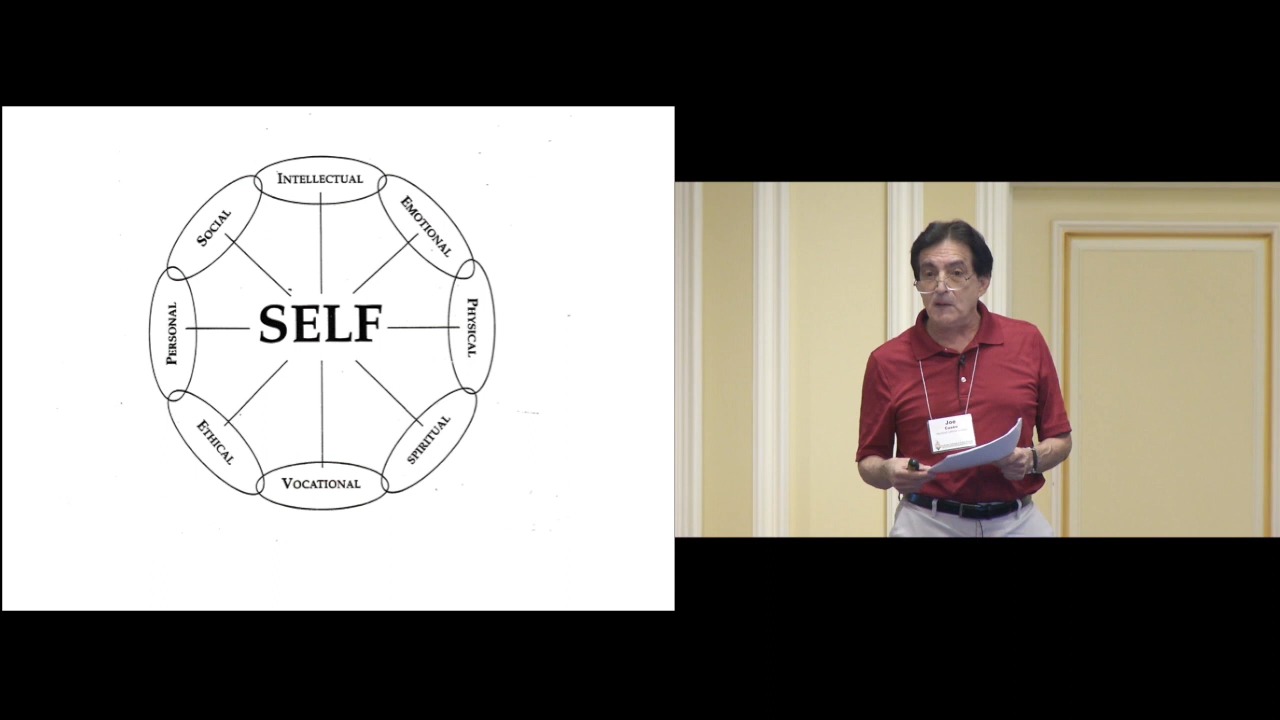 INTELLECTUAL
EMOTIONAL
SOCIAL
SELF
PERSONAL
PHYSICAL
ETHICAL
SPIRITUAL
VOCATIONAL
Joe